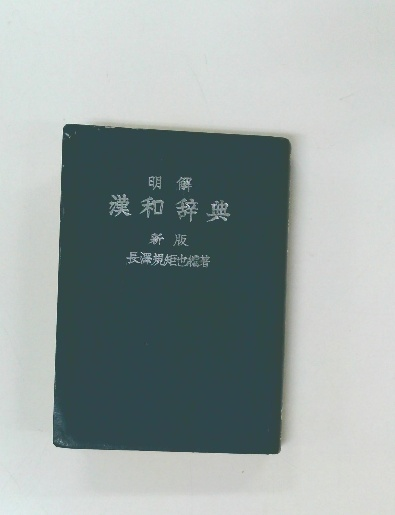 明解
漢和辞典
新版
長澤規矩也編著